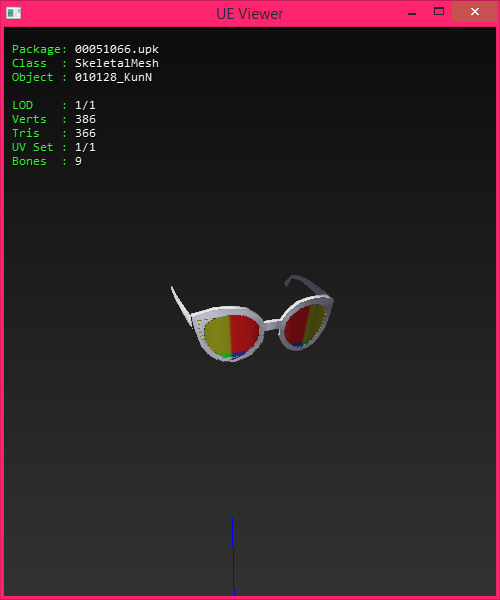 UE Viewer
Package: 00051066.upk
Class  : SkeletalMesh
Object : 010128_KunN
LOD    : 1/1
Verts  : 386
Tris   : 366
UV Set : 1/1
Bones  : 9